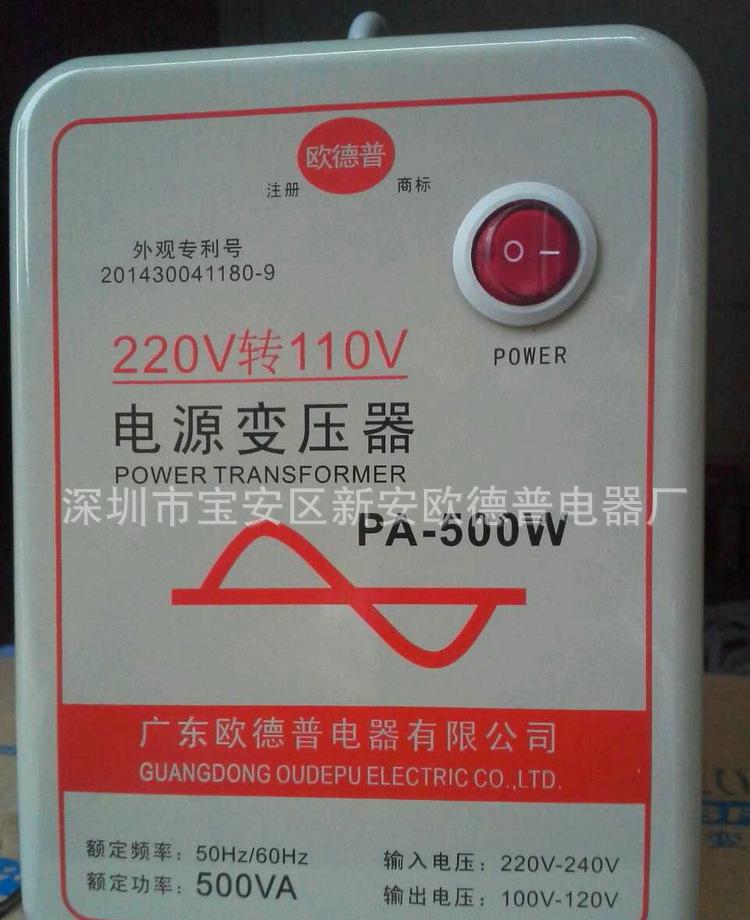 欧德普
注册 商标
外观专利号
201430041180-9
POWER
220V转110V
电源变压器
POWER TRANSFORMER
深圳市宝安区新安欧德普电器厂
PA-500W
广东欧德普电器有限公司
GUANGDONG OUDEPU ELECTRIC CO.,LTD.
额定频率：50Hz/60Hz
额定功率：500VA
输入电压：220V-240V
输出电压：100V-120V